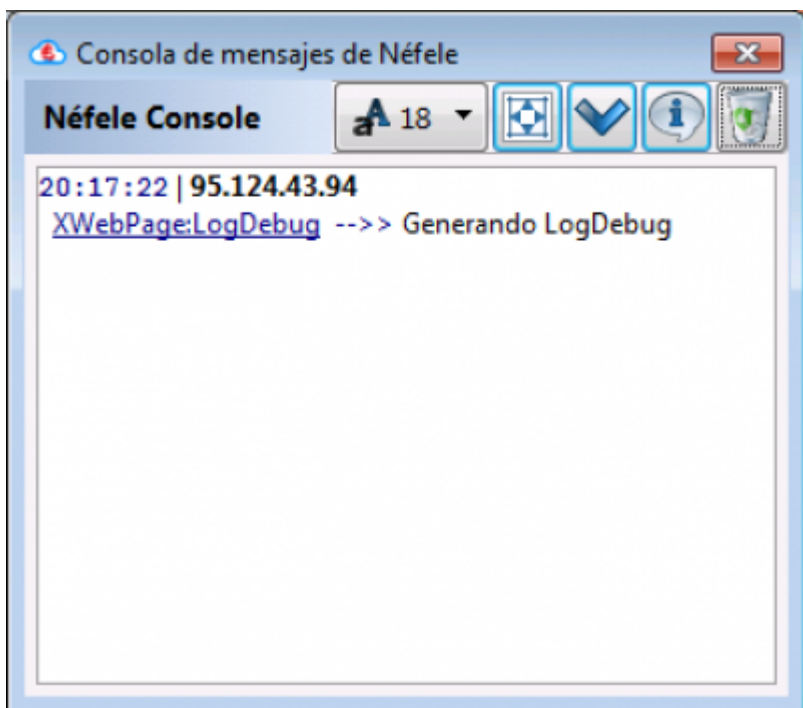 Consola de mensajes de Néfele
Néfele Console
aA 18
20:17:22 | 95.124.43.94
XWebPage:LogDebug -->> Generando LogDebug